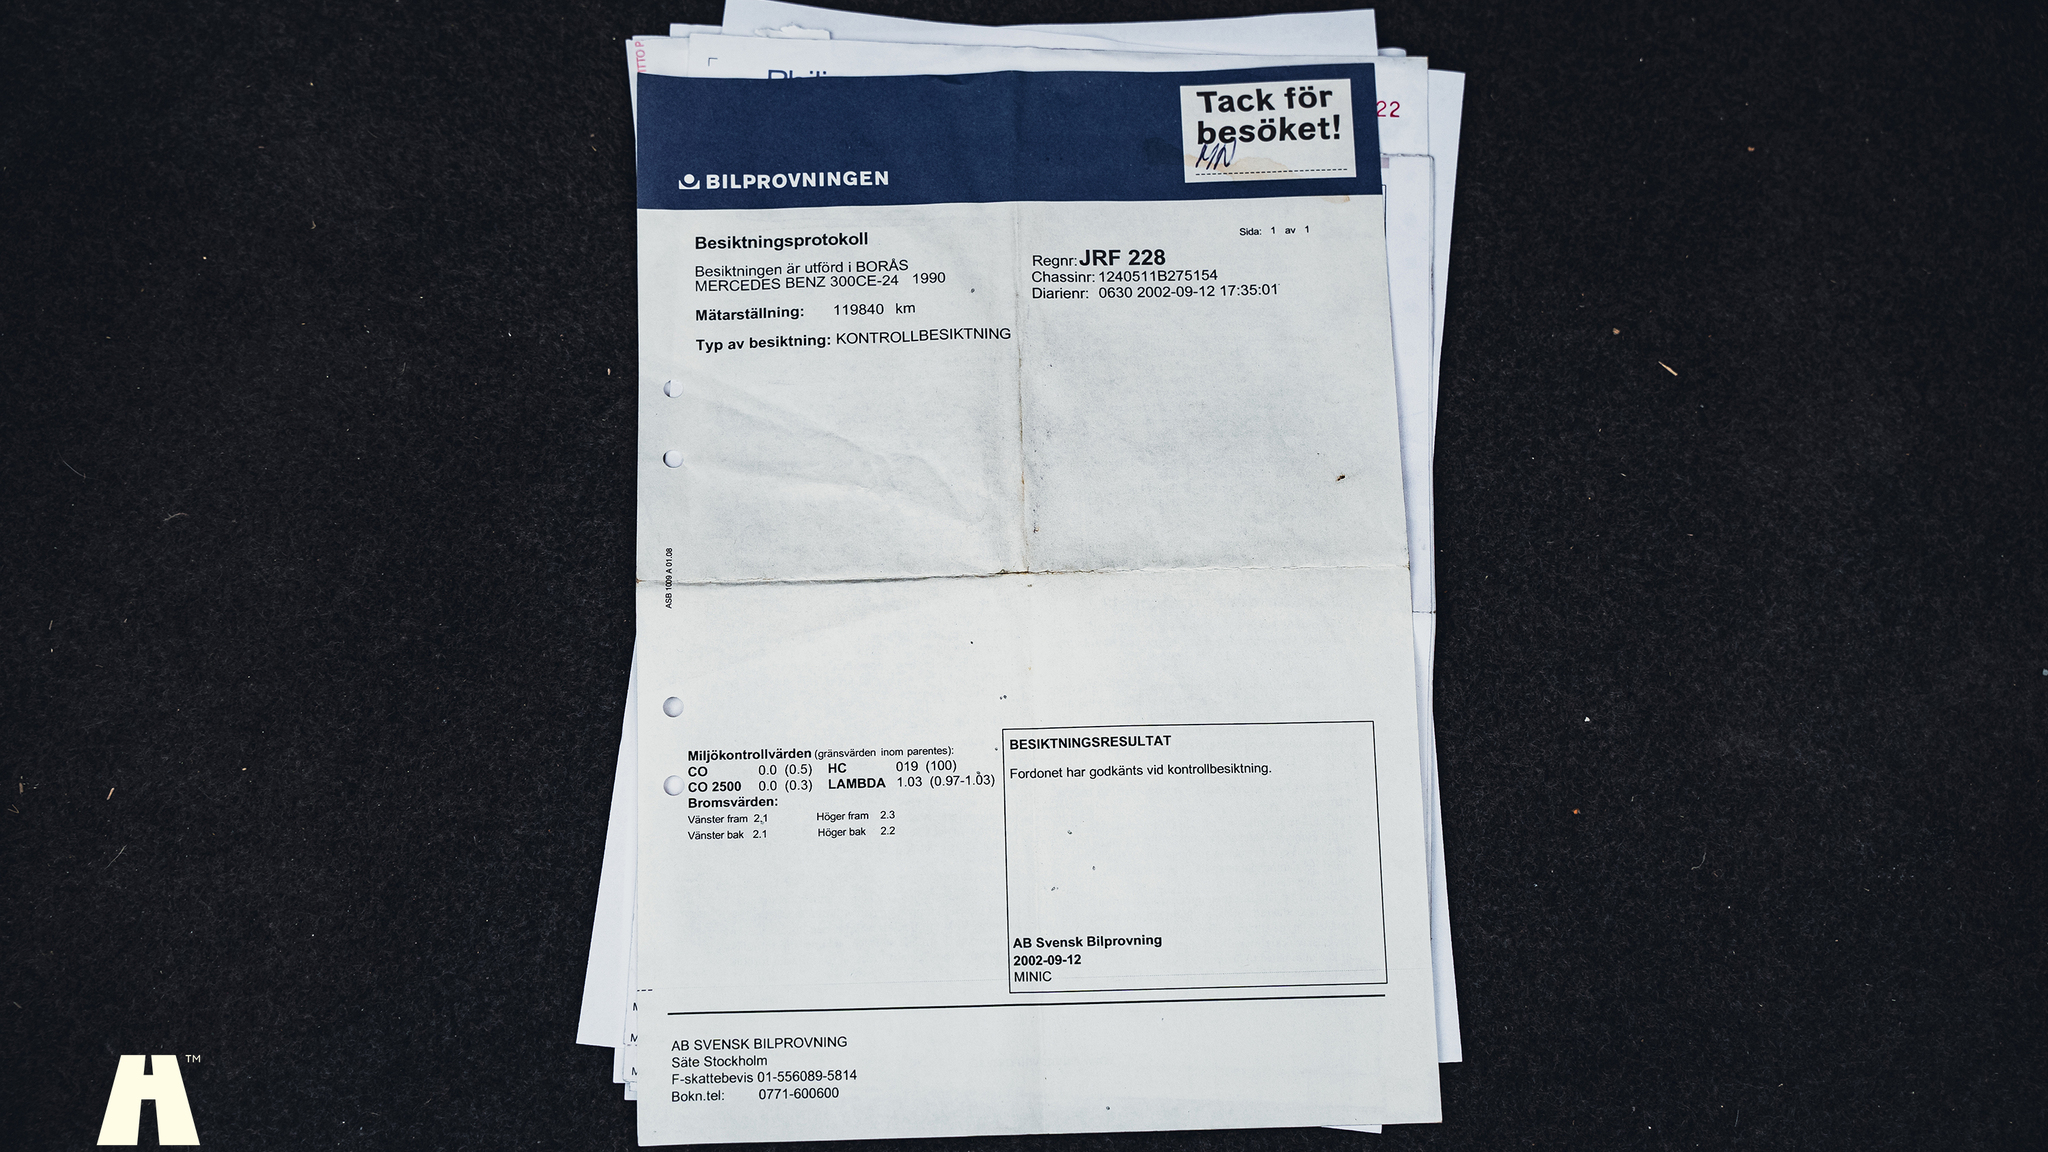 Tack för
besöket!
MN
BILPROVNINGEN
22
Besiktningsprotokoll
Besiktningen är utförd i BORÅS
MERCEDES BENZ 300CE-24 1990
Mätarställning: 119840 km
Typ av besiktning: KONTROLLBESIKTNING
Sida: 1 av 1
Regnr: JRF 228
Chassinr: 1240511B275154
Diarienr: 0630 2002-09-12 17:35:01
ASB 1009 A 01.08
Miljökontrollvärden (gränsvärden inom parentes):
CO 0.0 (0.5) HC 019 (100)
CO 2500 0.0 (0.3) LAMBDA 1.03 (0.97-1.03)
Bromsvärden:
Vänster fram 2.1 Höger fram 2.3
Vänster bak 2.1 Höger bak 2.2
BESIKTNINGSRESULTAT
Fordonet har godkänts vid kontrollbesiktning.
AB Svensk Bilprovning
2002-09-12
MINIC
AB SVENSK BILPROVNING
Säte Stockholm
F-skattebevis 01-556089-5814
Bokn.tel: 0771-600600
H™